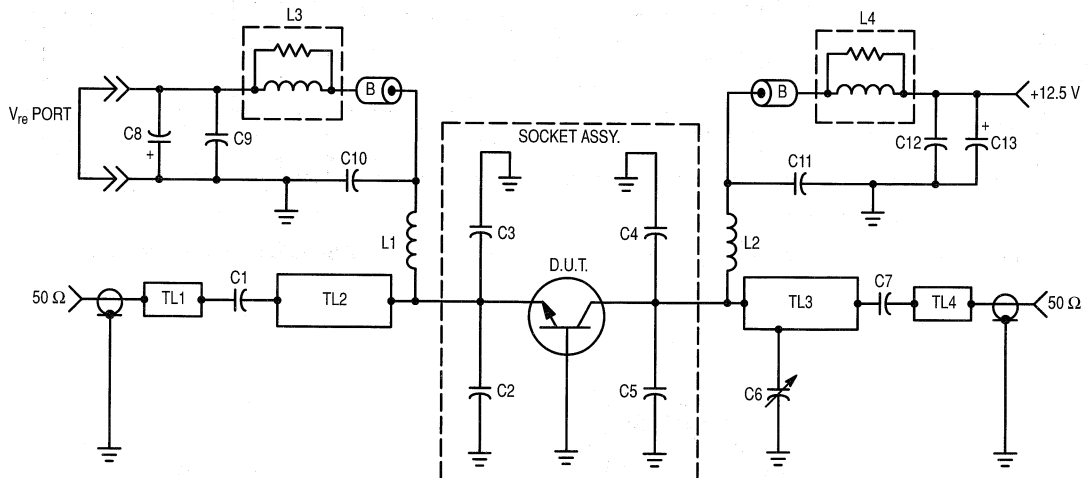 L3
L4
B
B
+12.5 V
Vre PORT
C8
+
C9
C10
SOCKET ASSY.
C11
C12
+
C13
L1
C3
C4
L2
D.U.T.
50 Ω
TL1
C1
TL2
TL3
C7
TL4
50 Ω
C2
C5
C6